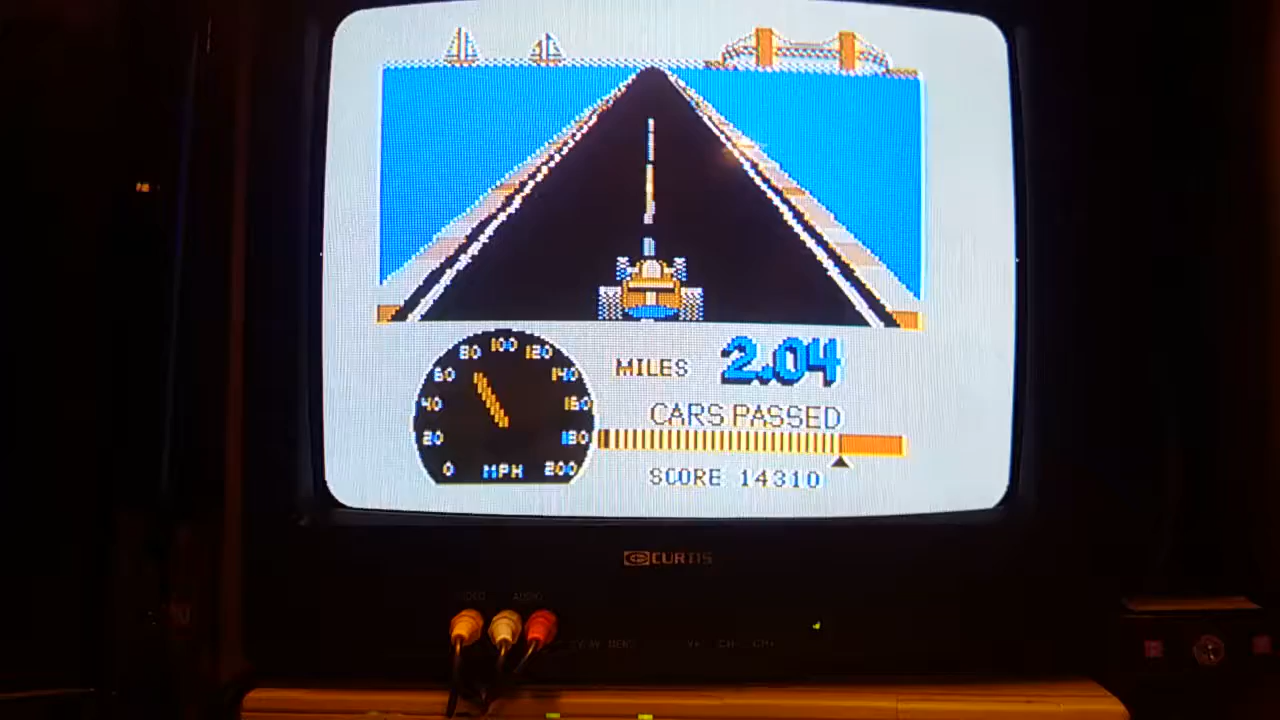 80 100 120
60 140
40 160
20 180
0 MPH 200
MILES 2.04
CARS PASSED
SCORE 14310
CURTIS
VIDEO AUDIO
MENU